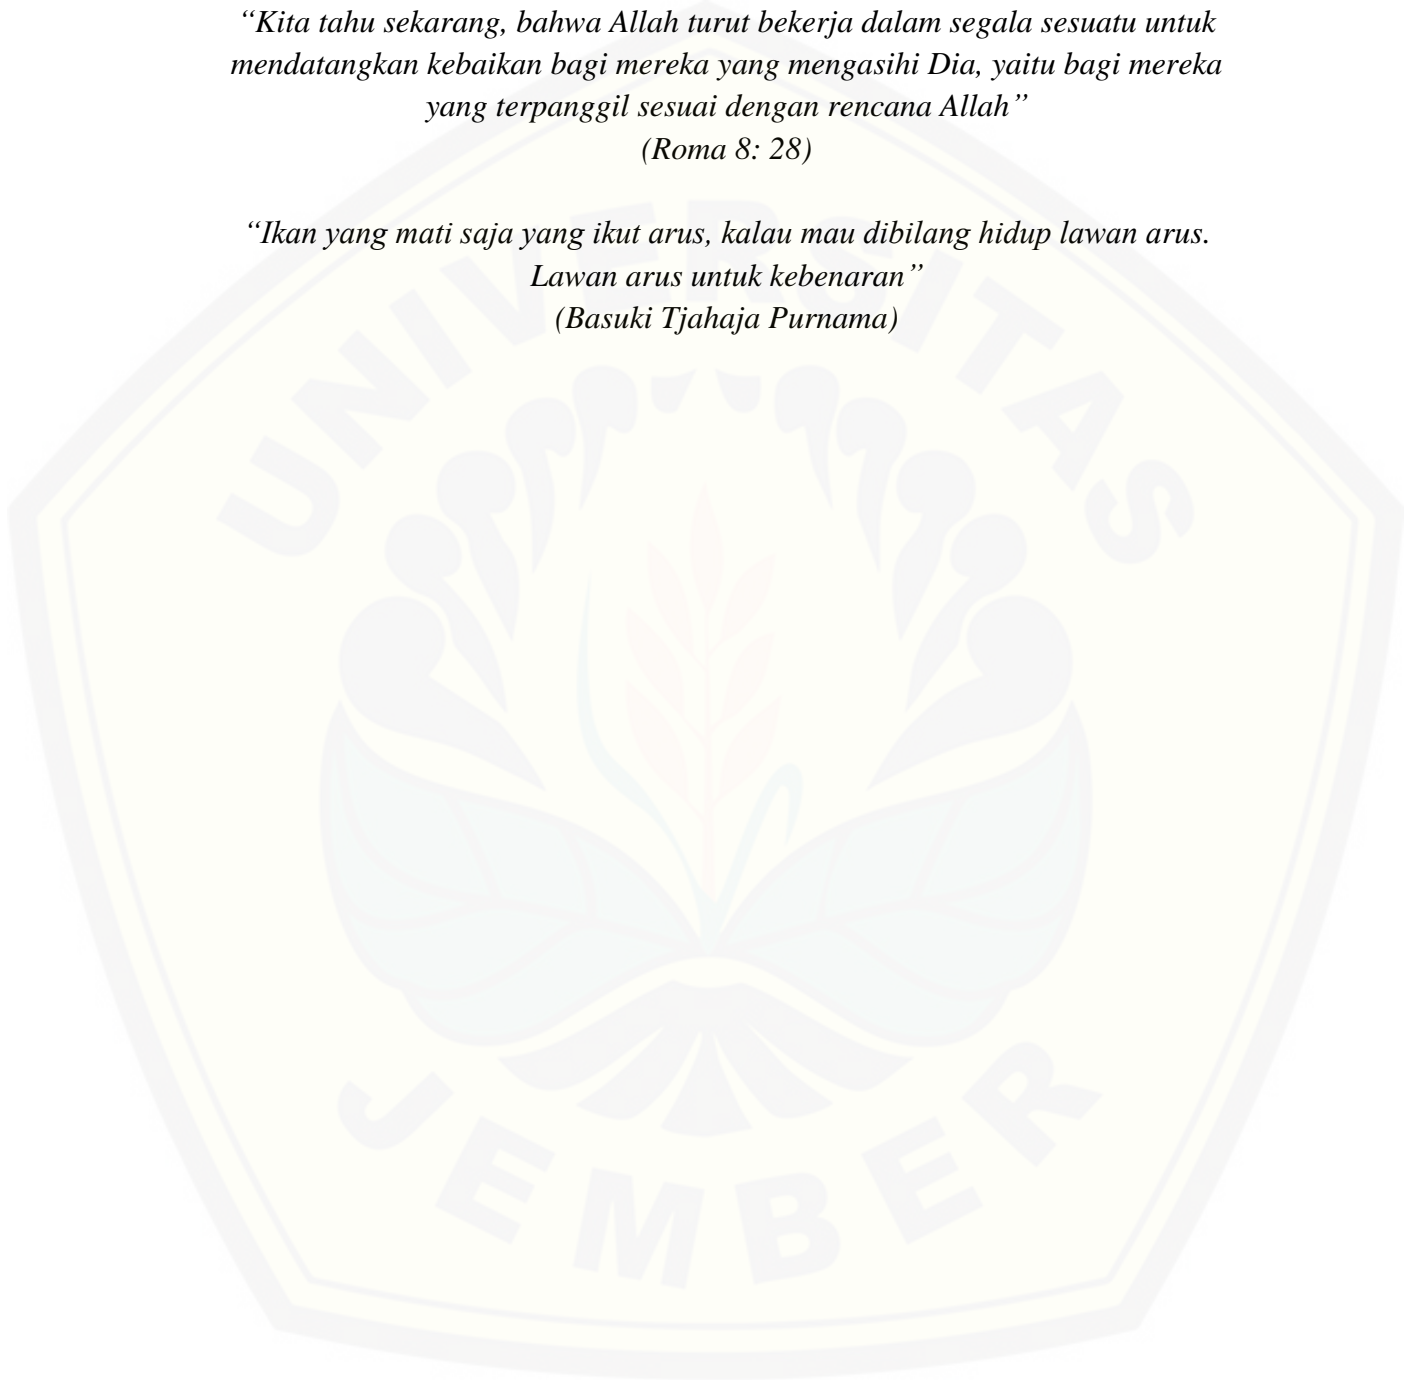 “Kita tahu sekarang, bahwa Allah turut bekerja dalam segala sesuatu untuk
mendatangkan kebaikan bagi mereka yang mengasihi Dia, yaitu bagi mereka
yang terpanggil sesuai dengan rencana Allah”
(Roma 8: 28)
“Ikan yang mati saja yang ikut arus, kalau mau dibilang hidup lawan arus.
Lawan arus untuk kebenaran”
(Basuki Tjahaja Purnama)
UNIVERSITAS
JEMBER